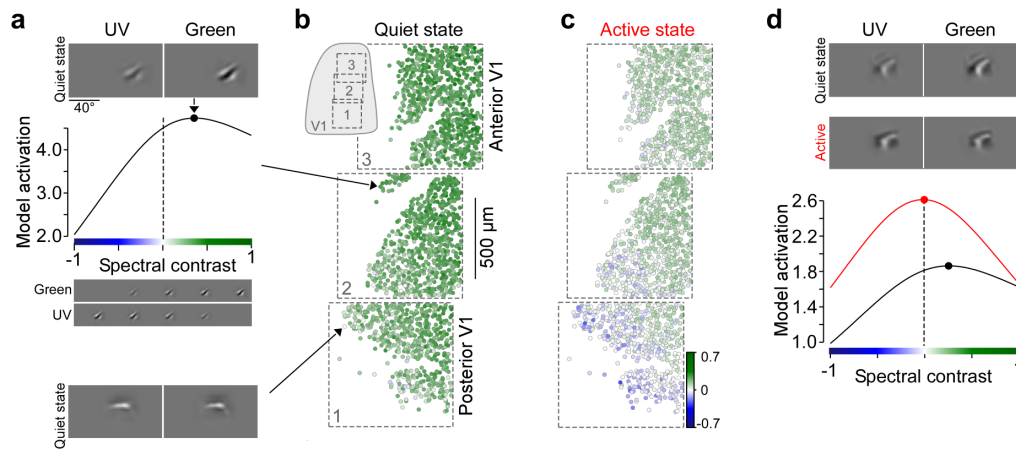 a
UV
Green
Quiet state
40°
Model activation
4.0
3.0
2.0
-1
0
1
Spectral contrast
Green
UV
Quiet state
b
Quiet state
3
2
1
V1
3
Anterior V1
2
500 µm
1
Posterior V1
c
Active state
0.7
0
-0.7
d
UV
Green
Quiet state
Active
Model activation
2.6
2.2
1.8
1.4
1.0
-1
0
1
Spectral contrast